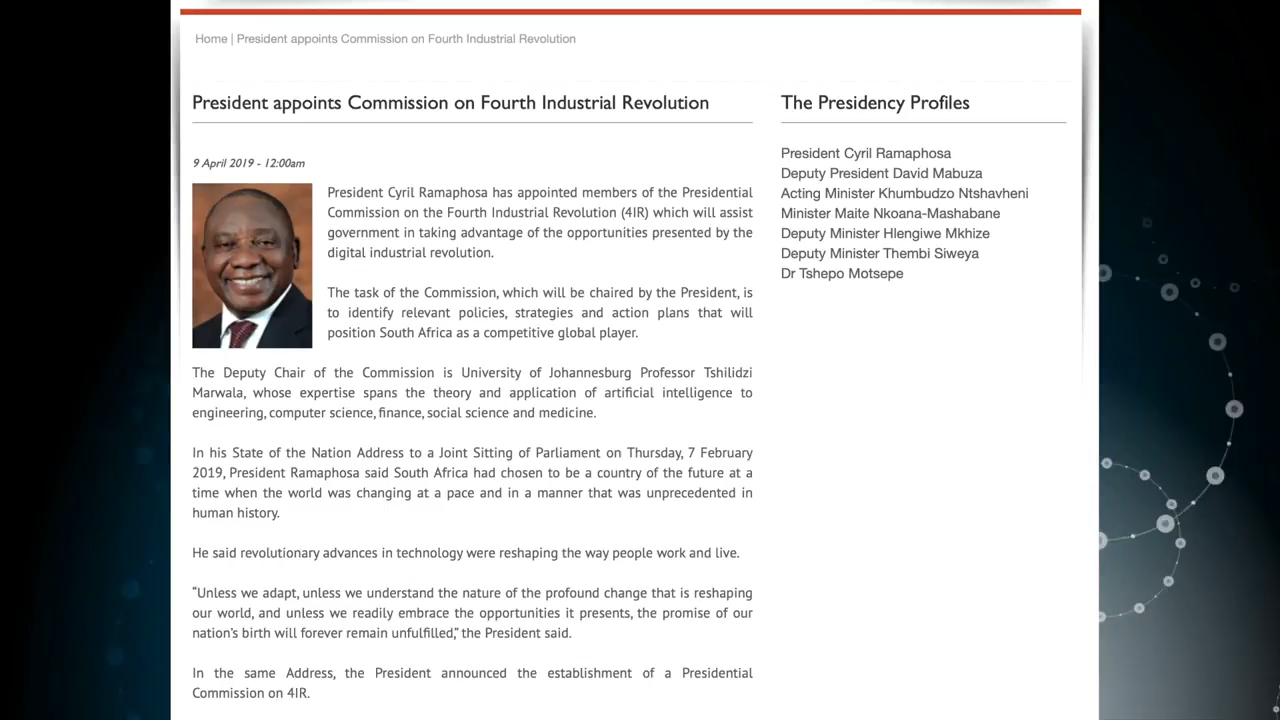 Home | President appoints Commission on Fourth Industrial Revolution
President appoints Commission on Fourth Industrial Revolution
9 April 2019 - 12:00am
President Cyril Ramaphosa has appointed members of the Presidential
Commission on the Fourth Industrial Revolution (4IR) which will assist
government in taking advantage of the opportunities presented by the
digital industrial revolution.
The task of the Commission, which will be chaired by the President, is
to identify relevant policies, strategies and action plans that will
position South Africa as a competitive global player.
The Deputy Chair of the Commission is University of Johannesburg Professor Tshilidzi
Marwala, whose expertise spans the theory and application of artificial intelligence to
engineering, computer science, finance, social science and medicine.
In his State of the Nation Address to a Joint Sitting of Parliament on Thursday, 7 February
2019, President Ramaphosa said South Africa had chosen to be a country of the future at a
time when the world was changing at a pace and in a manner that was unprecedented in
human history.
He said revolutionary advances in technology were reshaping the way people work and live.
“Unless we adapt, unless we understand the nature of the profound change that is reshaping
our world, and unless we readily embrace the opportunities it presents, the promise of our
nation’s birth will forever remain unfulfilled,” the President said.
In the same Address, the President announced the establishment of a Presidential
Commission on 4IR.
The Presidency Profiles
President Cyril Ramaphosa
Deputy President David Mabuza
Acting Minister Khumbudzo Ntshavheni
Minister Maite Nkoana-Mashabane
Deputy Minister Hlengiwe Mkhize
Deputy Minister Thembi Siweya
Dr Tshepo Motsepe